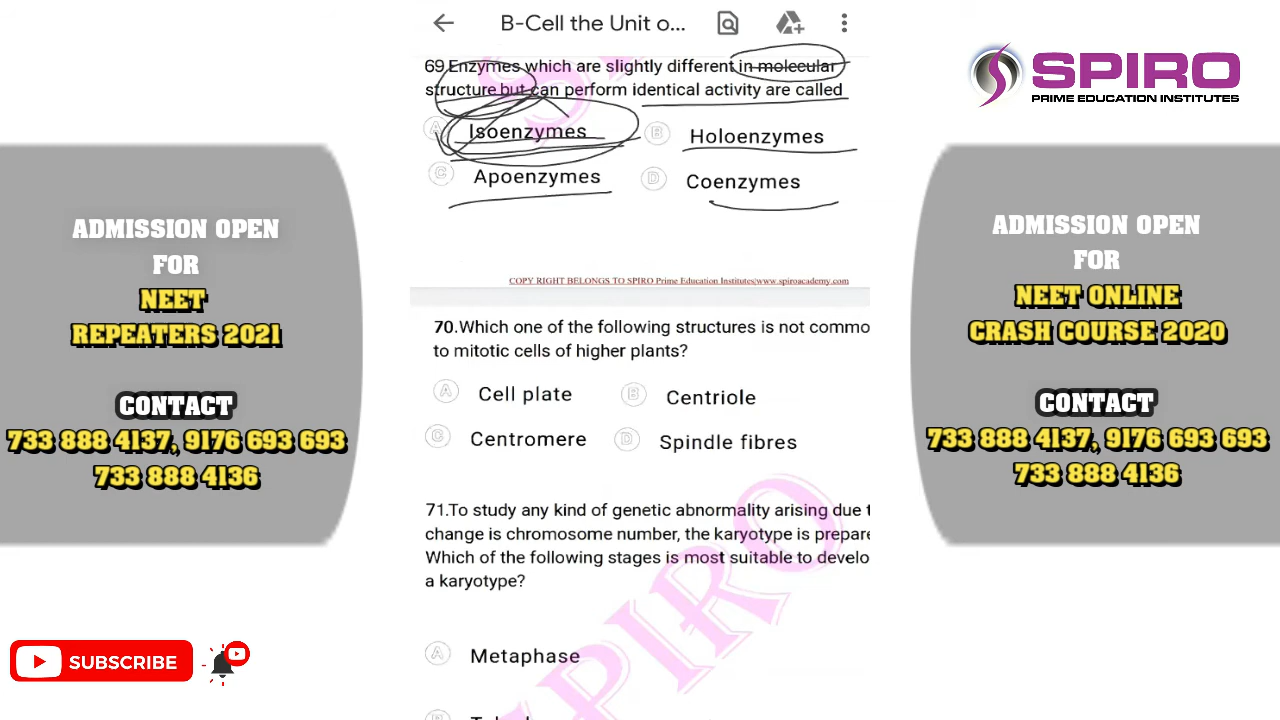 B-Cell the Unit o...
SPIRO
PRIME EDUCATION INSTITUTES
69.Enzymes which are slightly different in molecular
structure but can perform identical activity are called
A Isoenzymes
B Holoenzymes
C Apoenzymes
D Coenzymes
COPY RIGHT BELONGS TO SPIRO Prime Education Institutes|www.spiroacademy.com
70.Which one of the following structures is not commo
to mitotic cells of higher plants?
A Cell plate
B Centriole
C Centromere
D Spindle fibres
71.To study any kind of genetic abnormality arising due t
change is chromosome number, the karyotype is prepare
Which of the following stages is most suitable to develo
a karyotype?
A Metaphase
SPIRO
ADMISSION OPEN
FOR
NEET
REPEATERS 2021
CONTACT
733 888 4137, 9176 693 693
733 888 4136
ADMISSION OPEN
FOR
NEET ONLINE
CRASH COURSE 2020
CONTACT
733 888 4137, 9176 693 693
733 888 4136
SUBSCRIBE